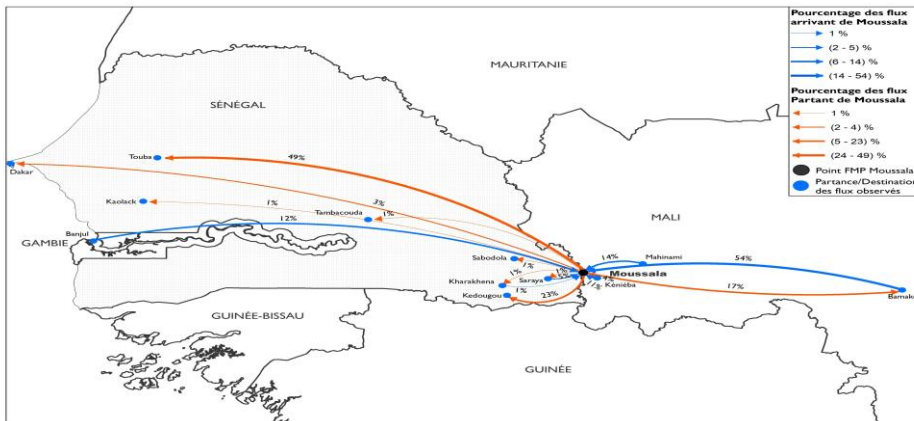 Pourcentage des flux
arrivant de Moussala
1 %
(2 - 5) %
(6 - 14) %
(14 - 54) %
Pourcentage des flux
Partant de Moussala
1 %
(2 - 4) %
(5 - 23) %
(24 - 49) %
Point FMP Moussala
Partance/Destination
des flux observés
MAURITANIE
SÉNÉGAL
Touba
49%
Dakar
3%
Kaolack
1%
Tambacouda
1%
12%
MALI
Banjul
GAMBIE
Sabodola
1%
14%
Mahinami
54%
Moussala
Kharakhena
1%
Saraya
1%
Kéniéba
17%
Bamako
Kedougou
1%
23%
GUINÉE-BISSAU
GUINÉE